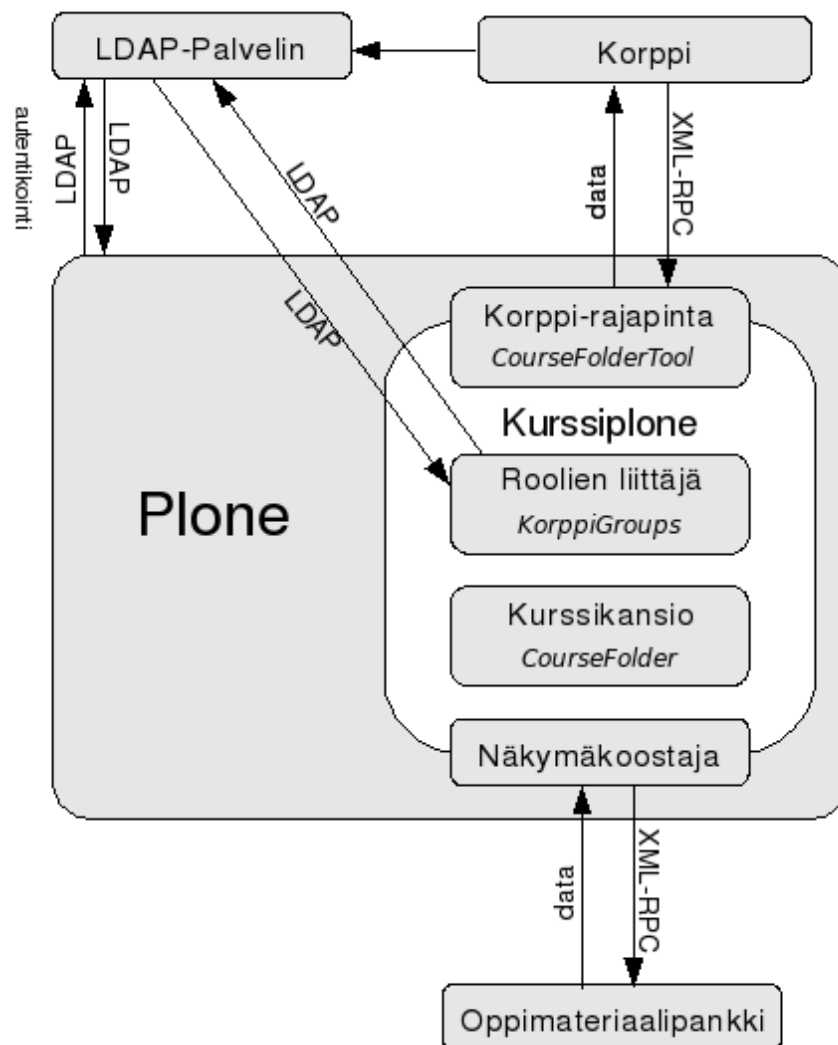 LDAP-Palvelin
Korppi
autentikointi
LDAP
LDAP
LDAP
LDAP
data
XML-RPC
Korppi-rajapinta
CourseFolderTool
Kurssiplone
Plone
Roolien liittäjä
KorppiGroups
Kurssikansio
CourseFolder
Näkymäkoostaja
data
XML-RPC
Oppimateriaalipankki